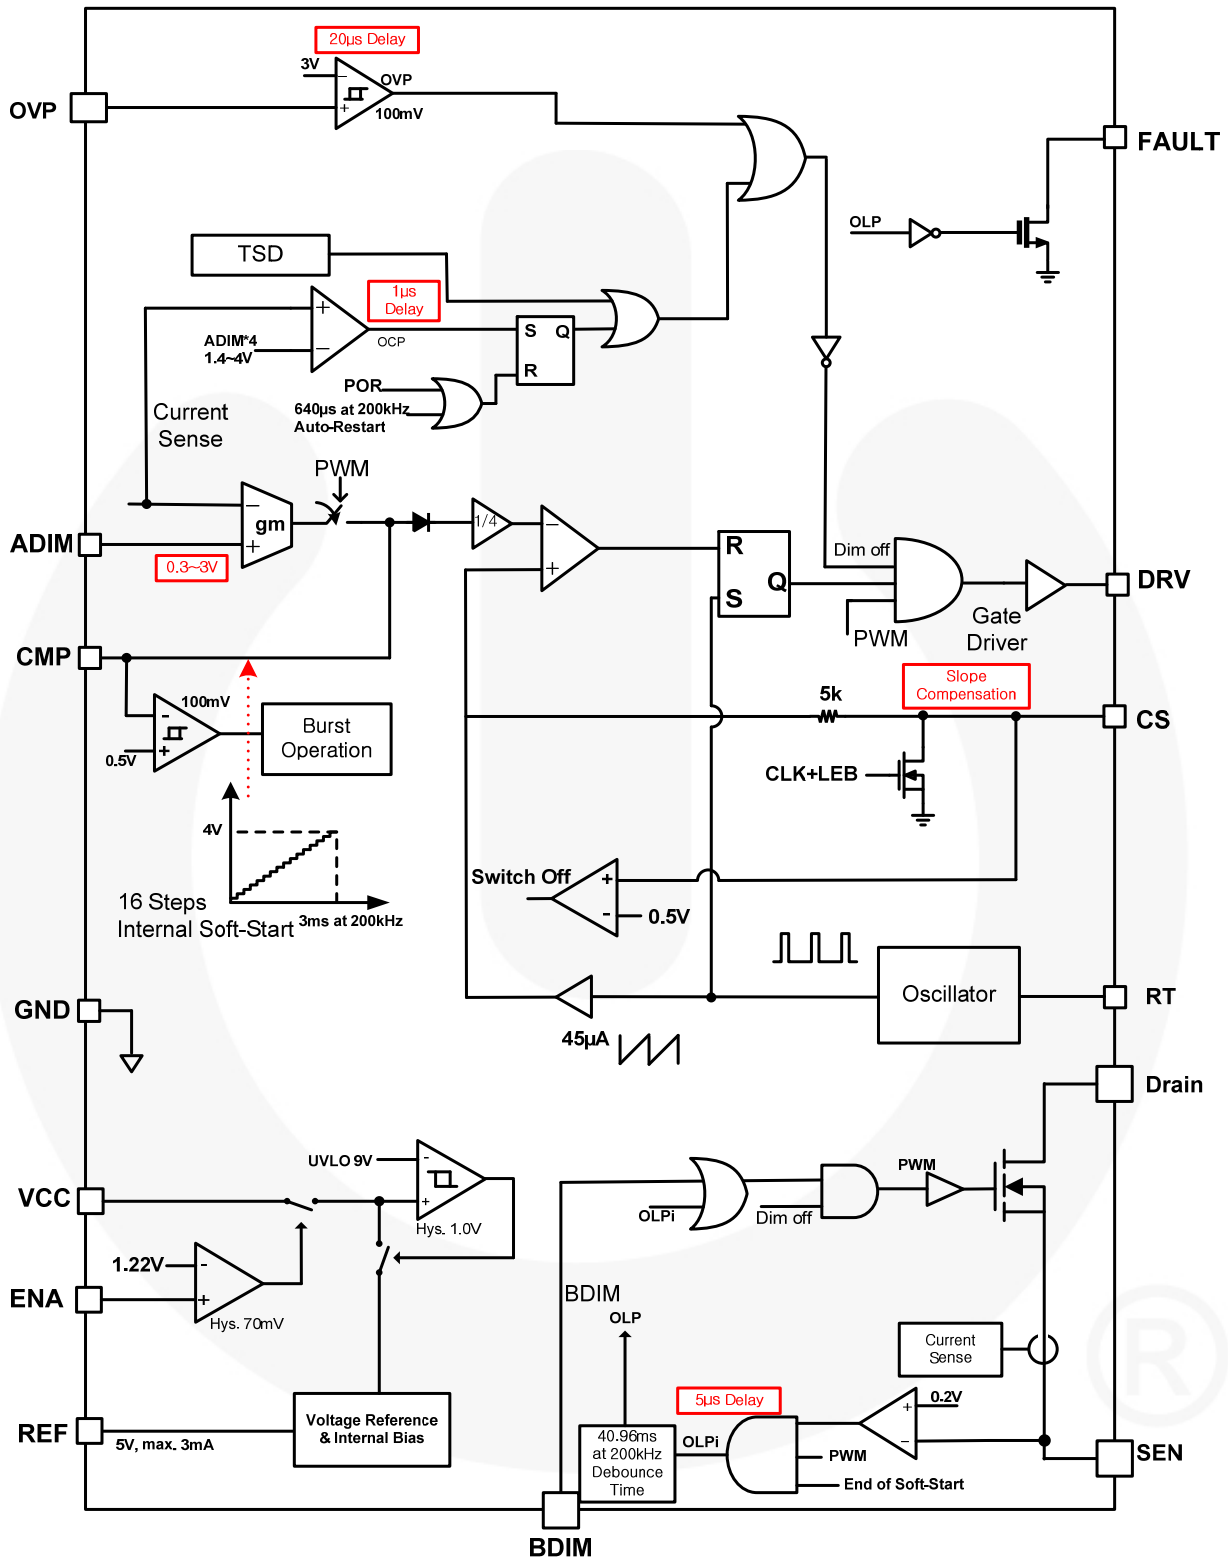 20µs Delay
3V
OVP
−
+
100mV
OVP
FAULT
OLP
TSD
1µs
Delay
+
−
ADIM*4
1.4~4V
OCP
S
Q
R
POR
640µs at 200kHz
Auto-Restart
Current
Sense
PWM
−
gm
+
1/4
−
+
ADIM
0.3~3V
R
Q
S
Dim off
PWM
Gate
Driver
DRV
CMP
Slope
Compensation
5k
CS
100mV
-
+
0.5V
Burst
Operation
CLK+LEB
4V
16 Steps
Internal Soft-Start
3ms at 200kHz
Switch Off
+
-
0.5V
GND
Oscillator
RT
45µA
Drain
UVLO 9V
-
+
Hys. 1.0V
VCC
PWM
OLPi
Dim off
1.22V
-
+
ENA
Hys. 70mV
BDIM
OLP
Current
Sense
5µs Delay
0.2V
+
−
REF
5V, max. 3mA
Voltage Reference
& Internal Bias
40.96ms
at 200kHz
Debounce
Time
OLPi
PWM
End of Soft-Start
SEN
BDIM
®